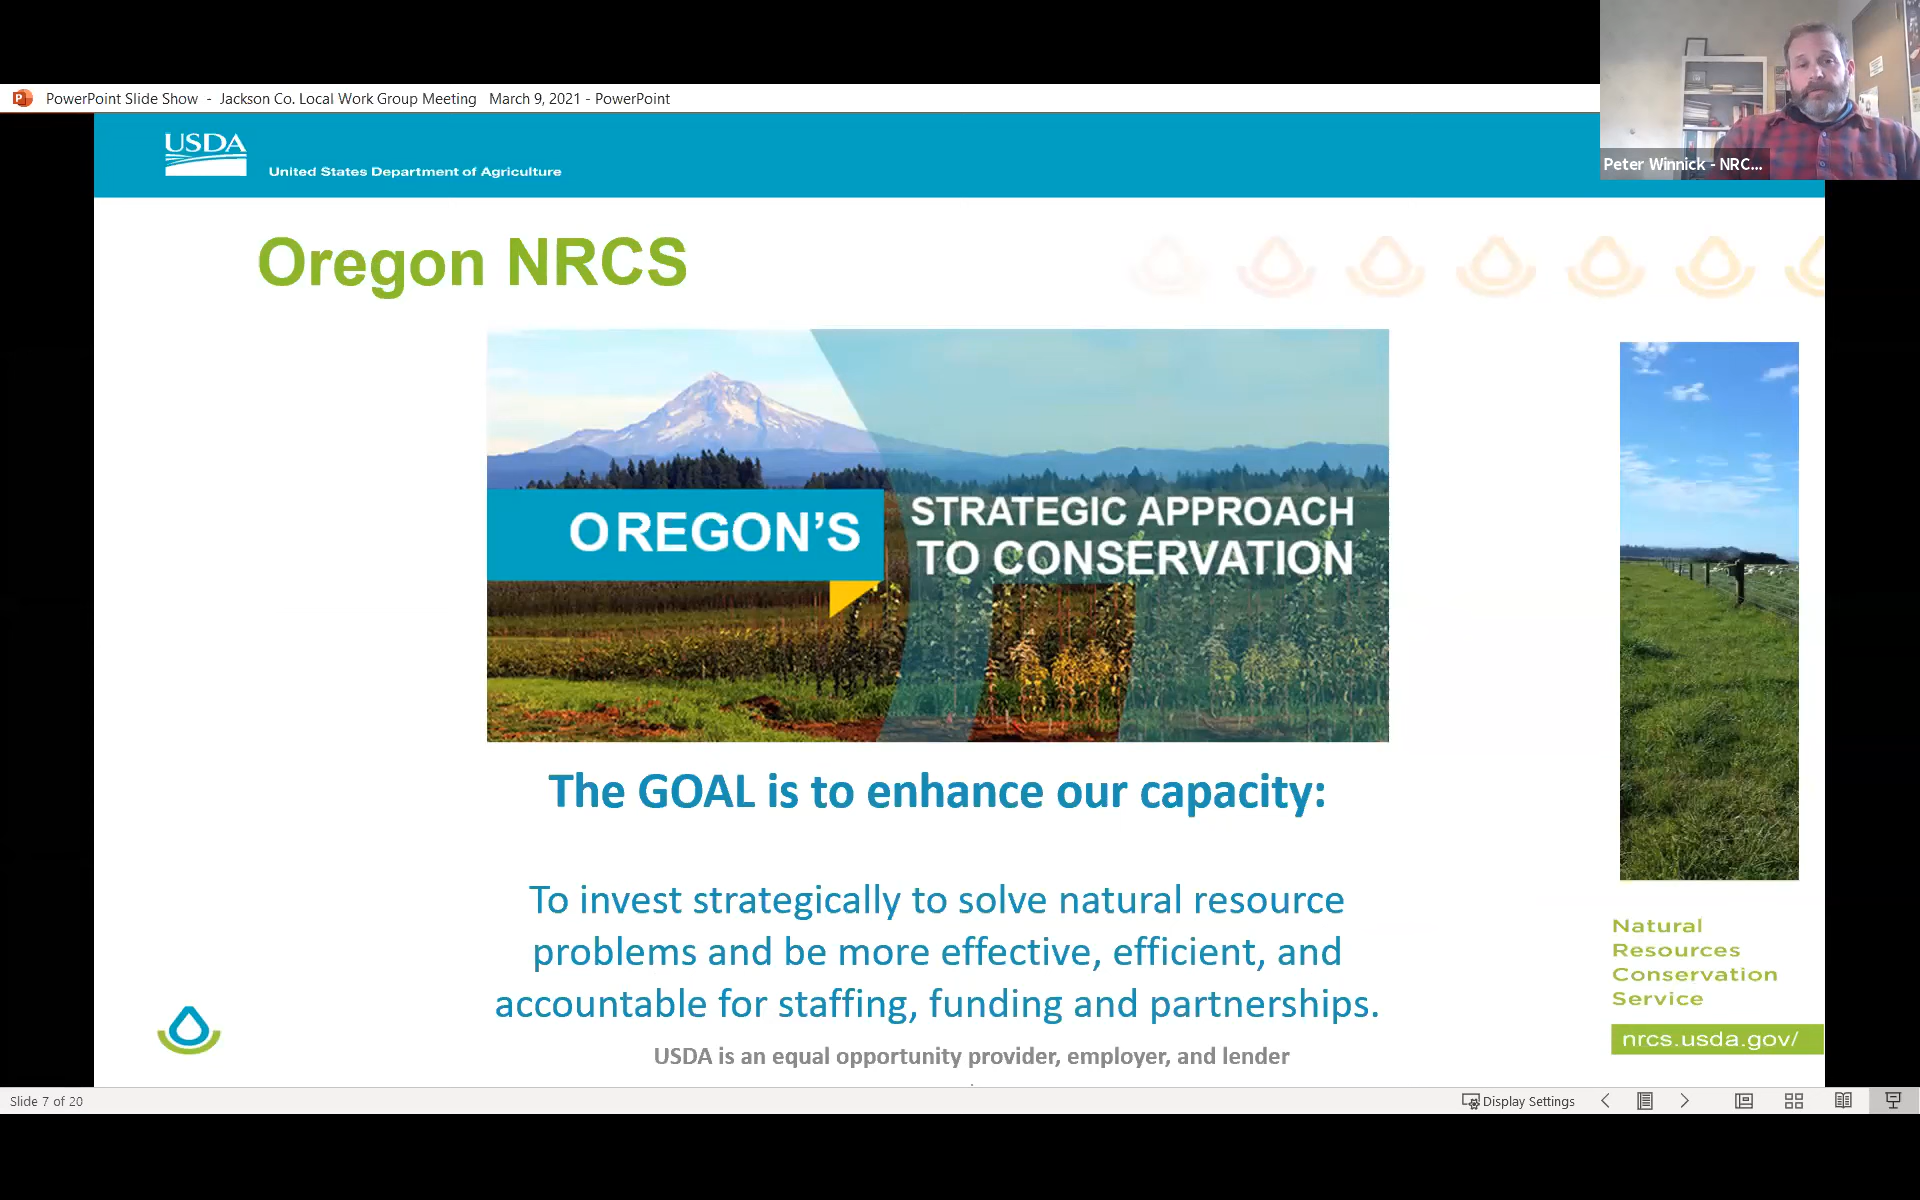 PowerPoint Slide Show - Jackson Co. Local Work Group Meeting March 9, 2021 - PowerPoint
Peter Winnick - NRC...
USDA
United States Department of Agriculture
Oregon NRCS
OREGON'S
STRATEGIC APPROACH
TO CONSERVATION
The GOAL is to enhance our capacity:
To invest strategically to solve natural resource
problems and be more effective, efficient, and
accountable for staffing, funding and partnerships.
USDA is an equal opportunity provider, employer, and lender
Natural
Resources
Conservation
Service
nrcs.usda.gov/
Slide 7 of 20
Display Settings